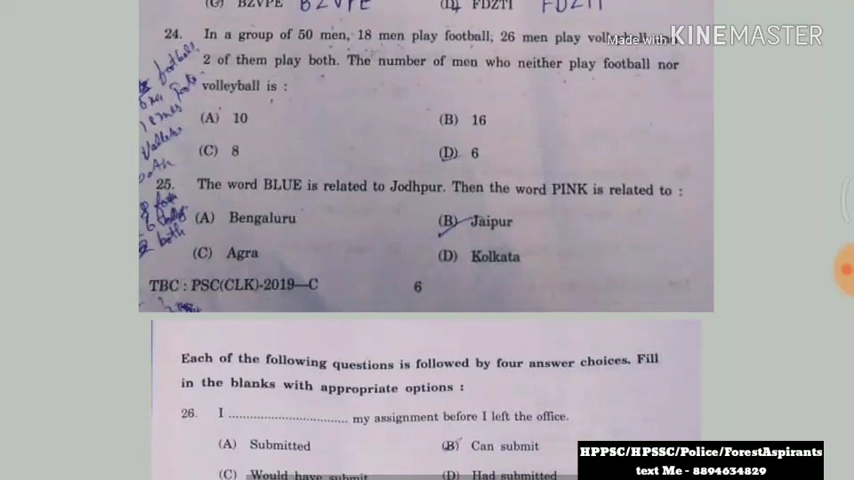 (C) BZVPE BZVPE (D) FDZTI FDZTI
24. In a group of 50 men, 18 men play football, 26 men play
Made with KINEMASTER
2 of them play both. The number of men who neither play football nor
volleyball is :
(A) 10 (B) 16
(C) 8 (D) 6
25. The word BLUE is related to Jodhpur. Then the word PINK is related to :
(A) Bengaluru (B) Jaipur
(C) Agra (D) Kolkata
both
TBC : PSC(CLK)-2019—C 6
Each of the following questions is followed by four answer choices. Fill
in the blanks with appropriate options :
26. I .................................. my assignment before I left the office.
(A) Submitted (B) Can submit
(C) Would have submit (D) Had submitted
HPPSC/HPSSC/Police/ForestAspirants
text Me - 8894634829